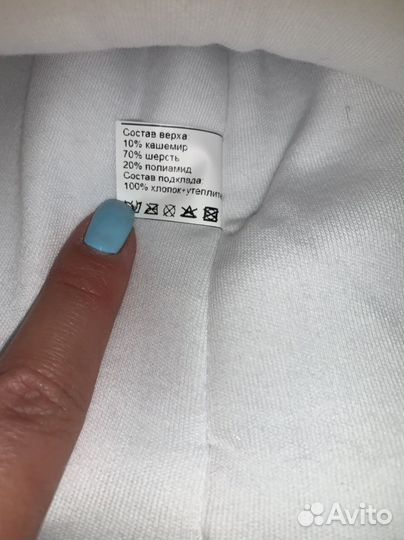 Состав верха
10% кашемир
70% шерсть
20% полиамид
Состав подклада
100% хлопок+утеплит
Avito